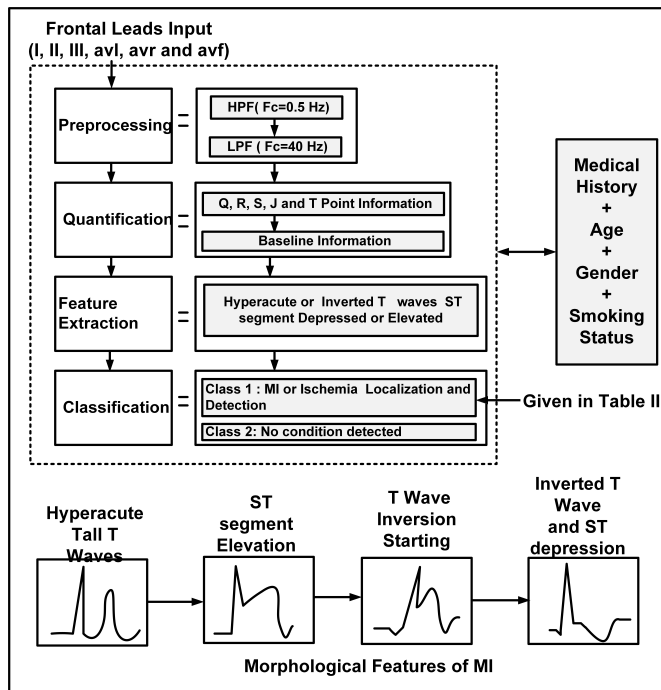 Frontal Leads Input
(I, II, III, avl, avr and avf)
Preprocessing
=
HPF( Fc=0.5 Hz)
LPF ( Fc=40 Hz)
Quantification
=
Q, R, S, J and T Point Information
Baseline Information
Feature
Extraction
=
Hyperacute or Inverted T waves ST
segment Depressed or Elevated
Classification
=
Class 1 : MI or Ischemia Localization and
Detection
Class 2: No condition detected
Medical
History
+
Age
+
Gender
+
Smoking
Status
Given in Table II
Hyperacute
Tall T
Waves
ST
segment
Elevation
T Wave
Inversion
Starting
Inverted T
Wave
and ST
depression
Morphological Features of MI